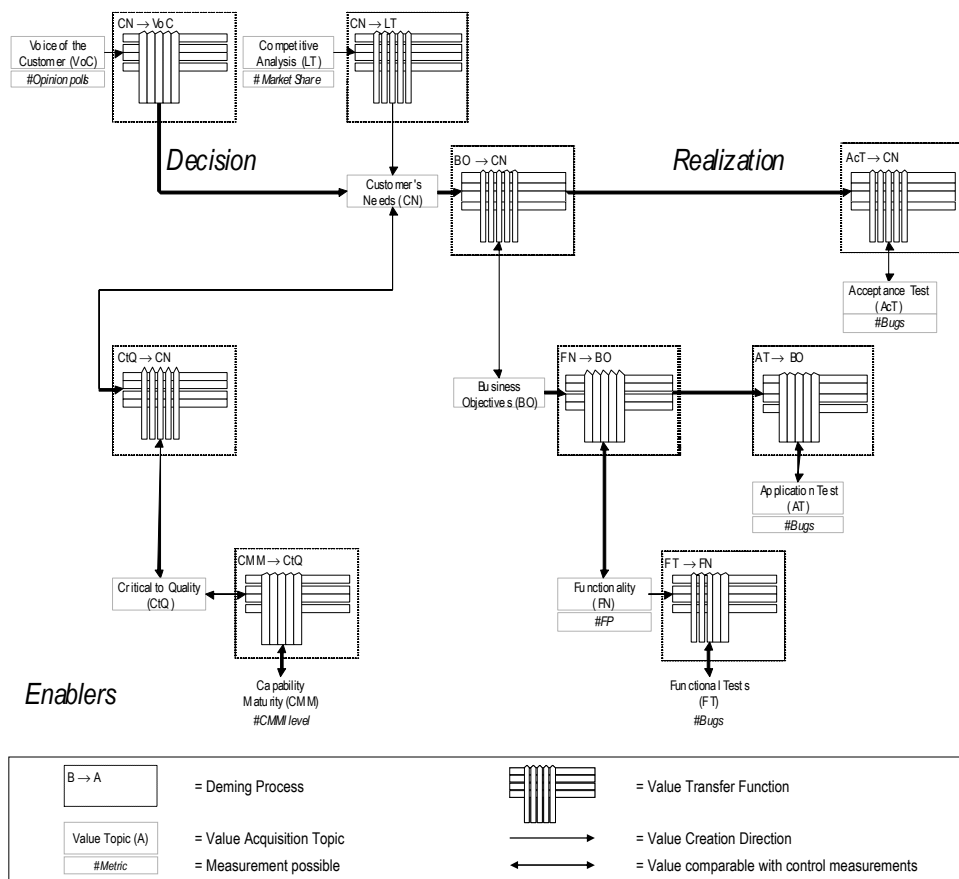 CN → VoC
CN → LT
Voice of the
Customer (VoC)
#Opinion polls
Competitive
Analysis (LT)
# Market Share
Decision
Realization
BO → CN
AcT → CN
Customer's
Needs (CN)
Acceptance Test
(AcT)
#Bugs
CtQ → CN
FN → BO
AT → BO
Business
Objectives (BO)
Application Test
(AT)
#Bugs
CMM → CtQ
FT → FN
Critical to Quality
(CtQ)
Functionality
(FN)
#FP
Enablers
Capability
Maturity (CMM)
#CMMI level
Functional Tests
(FT)
#Bugs
B → A
= Deming Process
= Value Transfer Function
Value Topic (A)
= Value Acquisition Topic
= Value Creation Direction
#Metric
= Measurement possible
= Value comparable with control measurements